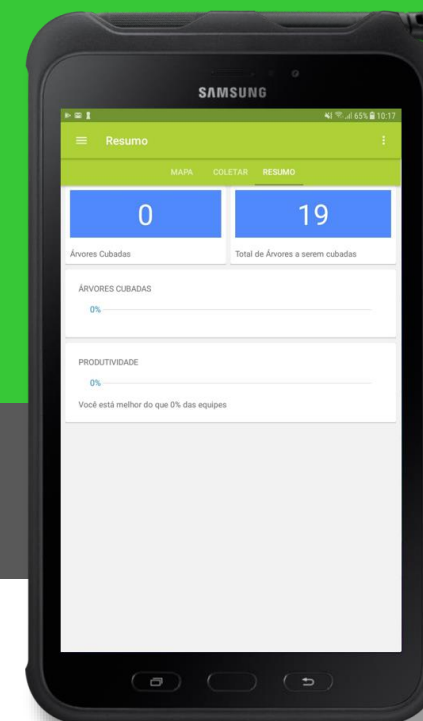 SAMSUNG
65% 10:17
Resumo
MAPA COLETAR RESUMO
0
19
Árvores Cubadas
Total de Árvores a serem cubadas
ÁRVORES CUBADAS
0%
PRODUTIVIDADE
0%
Você está melhor do que 0% das equipes